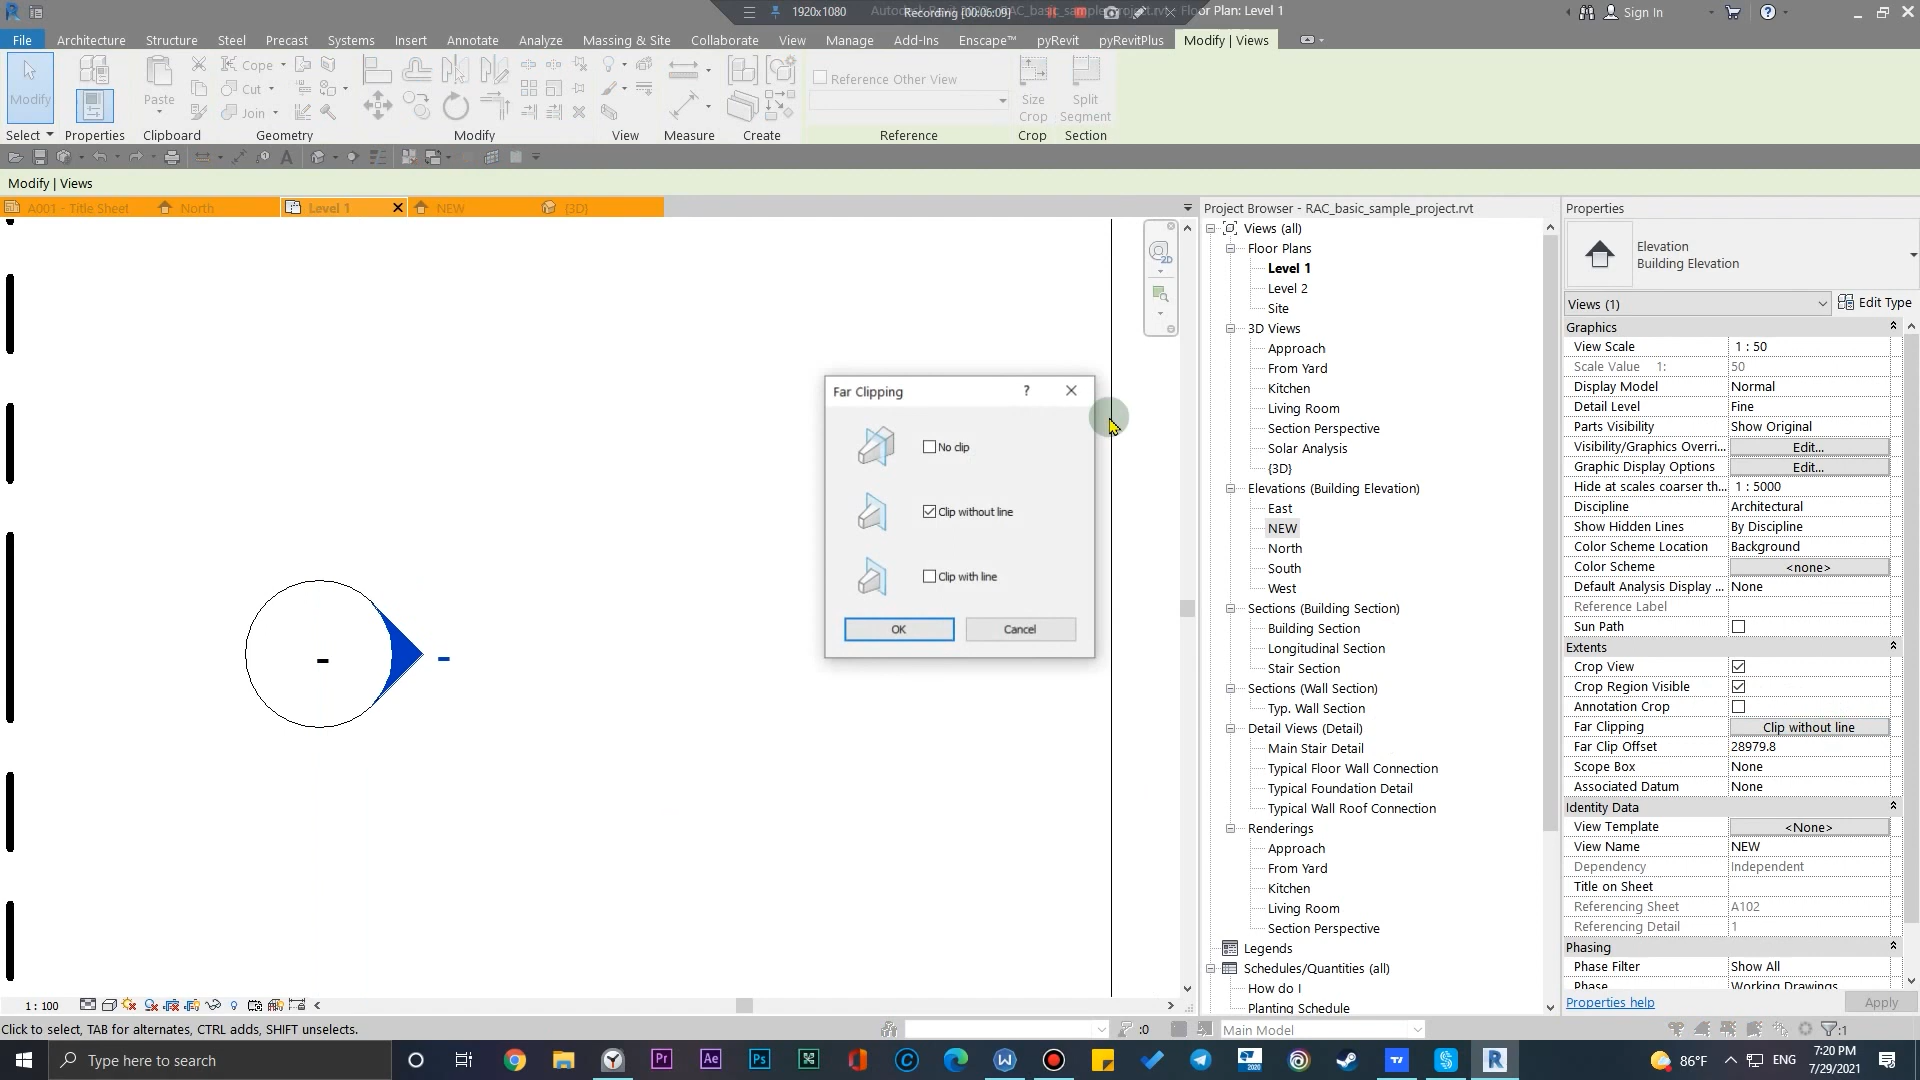 1920x1080
Recording [00:06:09]
Floor Plan: Level 1
Sign In
File Architecture Structure Steel Precast Systems Insert Annotate Analyze Massing & Site Collaborate View Manage Add-Ins Enscape™ pyRevit pyRevitPlus Modify | Views
Modify
Paste
Cope
Cut
Join
Reference Other View
Size Crop
Split Segment
Select Properties Clipboard Geometry Modify View Measure Create Reference Crop Section
Modify | Views
A001 - Title Sheet North Level 1 NEW {3D}
2D
Far Clipping
No clip
Clip without line
Clip with line
OK Cancel
Project Browser - RAC_basic_sample_project.rvt
Views (all)
Floor Plans
Level 1
Level 2
Site
3D Views
Approach
From Yard
Kitchen
Living Room
Section Perspective
Solar Analysis
{3D}
Elevations (Building Elevation)
East
NEW
North
South
West
Sections (Building Section)
Building Section
Longitudinal Section
Stair Section
Sections (Wall Section)
Typ. Wall Section
Detail Views (Detail)
Main Stair Detail
Typical Floor Wall Connection
Typical Foundation Detail
Typical Wall Roof Connection
Renderings
Approach
From Yard
Kitchen
Living Room
Section Perspective
Legends
Schedules/Quantities (all)
How do I
Planting Schedule
Properties
Elevation
Building Elevation
Views (1) Edit Type
Graphics
View Scale 1 : 50
Scale Value 1: 50
Display Model Normal
Detail Level Fine
Parts Visibility Show Original
Visibility/Graphics Overri... Edit...
Graphic Display Options Edit...
Hide at scales coarser th... 1 : 5000
Discipline Architectural
Show Hidden Lines By Discipline
Color Scheme Location Background
Color Scheme <none>
Default Analysis Display ... None
Reference Label
Sun Path
Extents
Crop View
Crop Region Visible
Annotation Crop
Far Clipping Clip without line
Far Clip Offset 28979.8
Scope Box None
Associated Datum None
Identity Data
View Template <None>
View Name NEW
Dependency Independent
Title on Sheet
Referencing Sheet A102
Referencing Detail 1
Phasing
Phase Filter Show All
Phase Working Drawings
Properties help Apply
1 : 100
Click to select, TAB for alternates, CTRL adds, SHIFT unselects.
:0
Main Model
:1
Type here to search
86°F
ENG
7:20 PM
7/29/2021